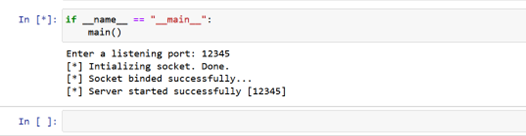 In [*]: if __name__ == "__main__":
main()
Enter a listening port: 12345
[*] Intializing socket. Done.
[*] Socket binded successfully...
[*] Server started successfully [12345]
In [ ]: